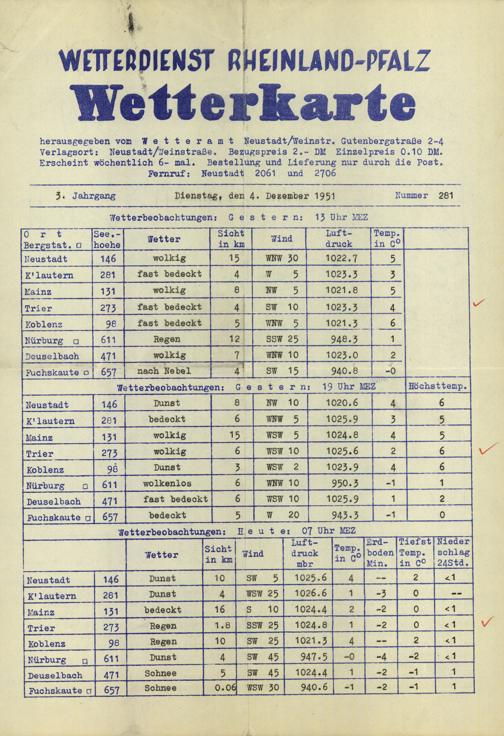 WETTERDIENST RHEINLAND-PFALZ
Wetterkarte
herausgegeben vom W e t t e r a m t Neustadt/Weinstr. Gutenbergstraße 2-4
Verlagsort: Neustadt/Weinstraße. Bezugspreis 2.- DM Einzelpreis 0.10 DM.
Erscheint wöchentlich 6- mal. Bestellung und Lieferung nur durch die Post.
Fernruf: Neustadt 2061 und 2706
3. Jahrgang Dienstag, den 4. Dezember 1951 Nummer 281
Wetterbeobachtungen: G e s t e r n: 13 Uhr MEZ
O r t See.- Wetter Sicht Wind Luft- Temp.
Bergstat. □ hoehe in km druck in C°
Neustadt 146 wolkig 15 WNW 30 1022.7 5
K'lautern 281 fast bedeckt 4 W 5 1023.3 3
Mainz 131 wolkig 8 NW 5 1021.8 5
Trier 273 fast bedeckt 4 SW 10 1023.3 4
Koblenz 98 fast bedeckt 5 WNW 5 1021.3 6
Nürburg □ 611 Regen 12 SSW 25 948.3 1
Deuselbach 471 wolkig 7 WNW 10 1023.0 2
Fuchskaute □ 657 nach Nebel 4 SW 15 940.8 -0
Wetterbeobachtungen: G e s t e r n: 19 Uhr MEZ Höchsttemp.
Neustadt 146 Dunst 8 NW 10 1020.6 4 6
K'lautern 281 bedeckt 6 WNW 5 1025.9 3 5
Mainz 131 wolkig 15 WSW 5 1024.8 4 5
Trier 273 wolkig 6 WSW 10 1025.6 2 6
Koblenz 98 Dunst 3 WSW 2 1023.9 4 6
Nürburg □ 611 wolkenlos 6 WNW 10 950.3 -1 1
Deuselbach 471 fast bedeckt 6 WSW 10 1025.9 1 2
Fuchskaute □ 657 bedeckt 5 W 20 943.3 -1 0
Wetterbeobachtungen: H e u t e: 07 Uhr MEZ
Wetter Sicht in km Wind Luft- druck mbr Temp. in C° Erd- boden Min. Tiefst Temp. in C° Nieder schlag 24Std.
Neustadt 146 Dunst 10 SW 5 1025.6 4 -- 2 <1
K'lautern 281 Dunst 4 WSW 25 1026.6 1 -3 0 --
Mainz 131 bedeckt 16 S 10 1024.4 2 -2 0 <1
Trier 273 Regen 1.8 SSW 25 1024.8 1 -2 0 <1
Koblenz 98 Regen 10 SW 25 1021.3 4 -- 2 <1
Nürburg □ 611 Dunst 4 SW 45 947.5 -0 -4 -2 <1
Deuselbach 471 Schnee 5 SW 45 1024.4 1 -2 -1 1
Fuchskaute □ 657 Schnee 0.06 WSW 30 940.6 -1 -2 -1 1